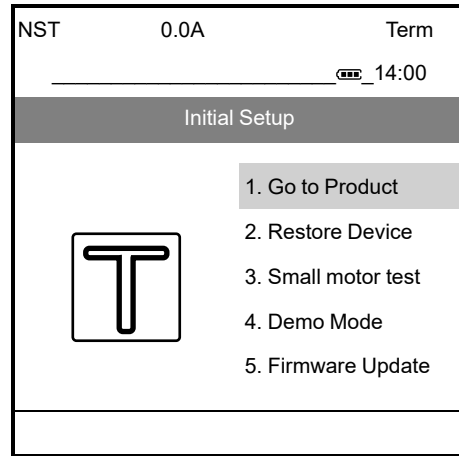 NST 0.0A Term
_14:00
Initial Setup
1. Go to Product
2. Restore Device
3. Small motor test
4. Demo Mode
5. Firmware Update
T